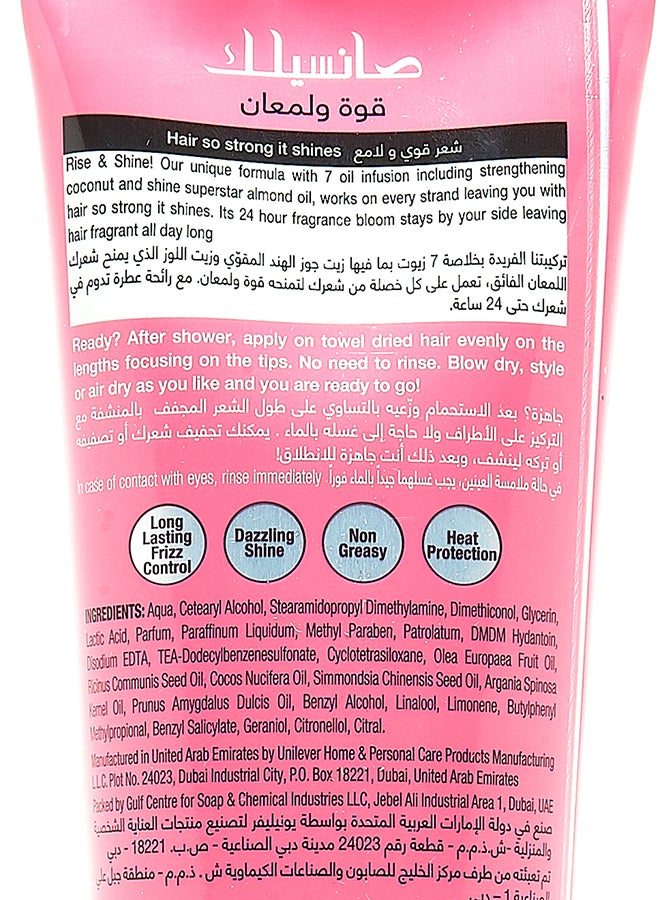 صانسيلك
قوة ولمعان
Hair so strong it shines شعر قوي و لامع
Rise & Shine! Our unique formula with 7 oil infusion including strengthening
coconut and shine superstar almond oil, works on every strand leaving you with
hair so strong it shines. Its 24 hour fragrance bloom stays by your side leaving
hair fragrant all day long
تركيبتنا الفريدة بخلاصة 7 زيوت بما فيها زيت جوز الهند المقوّي وزيت اللوز الذي يمنح شعرك
اللمعان الفائق، تعمل على كل خصلة من شعرك لتمنحه قوة ولمعان. مع رائحة عطرة تدوم في
شعرك حتى 24 ساعة.
Ready? After shower, apply on towel dried hair evenly on the
lengths focusing on the tips. No need to rinse. Blow dry, style
or air dry as you like and you are ready to go!
جاهزة؟ بعد الاستحمام وزّعيه بالتساوي على طول الشعر المجفف بالمنشفة مع
التركيز على الأطراف ولا حاجة إلى غسله بالماء . يمكنك تجفيف شعرك أو تصفيفه
أو تركه لينشف، وبعد ذلك أنت جاهزة للانطلاق!
In case of contact with eyes, rinse immediately في حالة ملامسة العينين، يجب غسلهما جيداً بالماء فوراً.
Long
Lasting
Frizz
Control
Dazzling
Shine
Non
Greasy
Heat
Protection
INGREDIENTS: Aqua, Cetearyl Alcohol, Stearamidopropyl Dimethylamine, Dimethiconol, Glycerin,
Lactic Acid, Parfum, Paraffinum Liquidum, Methyl Paraben, Patrolatum, DMDM Hydantoin,
Disodium EDTA, TEA-Dodecylbenzenesulfonate, Cyclotetrasiloxane, Olea Europaea Fruit Oil,
Ricinus Communis Seed Oil, Cocos Nucifera Oil, Simmondsia Chinensis Seed Oil, Argania Spinosa
Kernel Oil, Prunus Amygdalus Dulcis Oil, Benzyl Alcohol, Linalool, Limonene, Butylphenyl
Methylpropional, Benzyl Salicylate, Geraniol, Citronellol, Citral.
Manufactured in United Arab Emirates by Unilever Home & Personal Care Products Manufacturing
L.L.C. Plot No. 24023, Dubai Industrial City, P.O. Box 18221, Dubai, United Arab Emirates
Packed by Gulf Centre for Soap & Chemical Industries LLC, Jebel Ali Industrial Area 1, Dubai, UAE
صنع في دولة الإمارات العربية المتحدة بواسطة يونيليفر لتصنيع منتجات العناية الشخصية
والمنزلية -ش.ذ.م.م - قطعة رقم 24023 مدينة دبي الصناعية - ص.ب. 18221 - دبي
تم تعبئته من طرف مركز الخليج للصابون والصناعات الكيماوية ش . ذ.م.م - منطقة جبل علي
الصناعية 1 - دبي